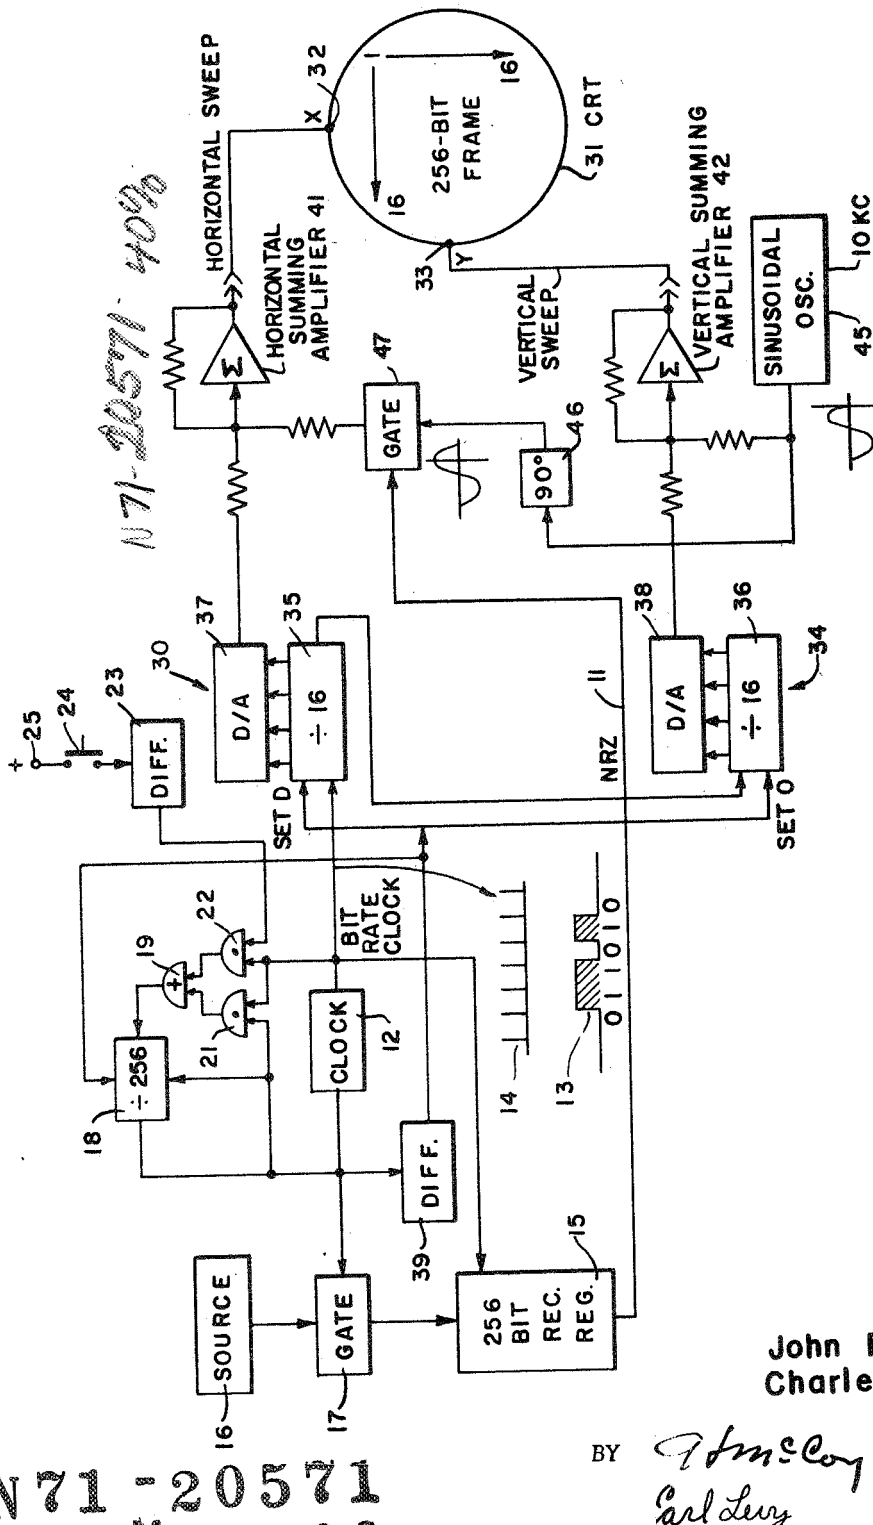 N71-20571 40%
HORIZONTAL SWEEP
X
32
1
16
16
256-BIT
FRAME
31 CRT
HORIZONTAL
SUMMING
AMPLIFIER 41
Σ
33
Y
VERTICAL
SWEEP
VERTICAL SUMMING
AMPLIFIER 42
Σ
SINUSOIDAL
OSC.
45
10KC
47
GATE
90°
46
+
25
24
23
DIFF.
30
37
D/A
35
÷ 16
SET D
38
D/A
36
÷ 16
34
SET O
NRZ
11
18
÷ 256
19
+
21
22
BIT
RATE
CLOCK
CLOCK
12
14
13
0 1 1 0 1 0
39
DIFF.
16
SOURCE
17
GATE
256
BIT
REC.
REG.
15
John
Charle
BY
Carl Levy
N71-20571